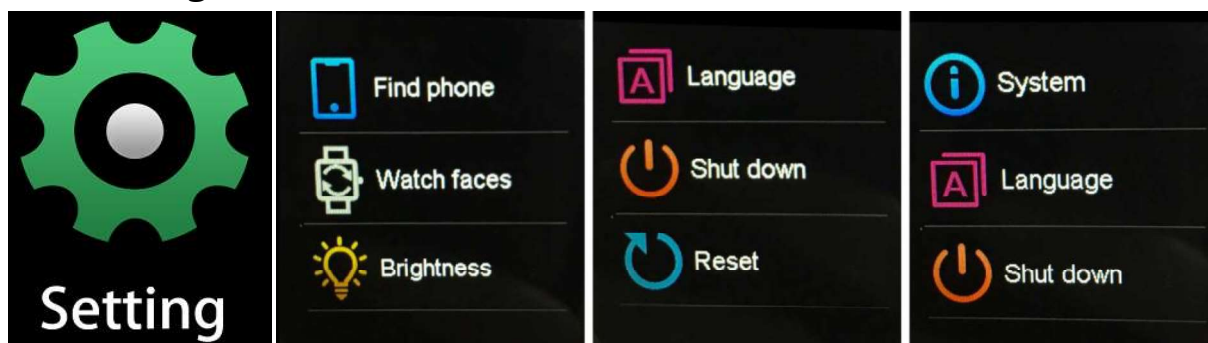 Setting
Find phone
Watch faces
Brightness
Language
Shut down
Reset
System
Language
Shut down